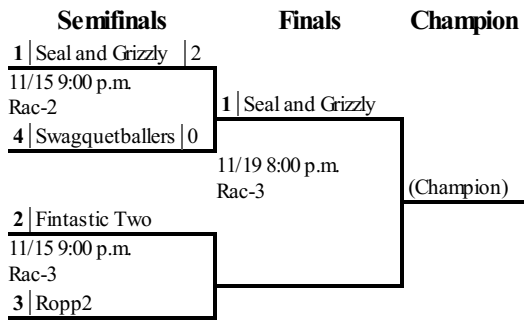 Semifinals Finals Champion
1 Seal and Grizzly 2
11/15 9:00 p.m.
Rac-2
4 Swagquetballers 0
1 Seal and Grizzly
11/19 8:00 p.m.
Rac-3
(Champion)
2 Fintastic Two
11/15 9:00 p.m.
Rac-3
3 Ropp2